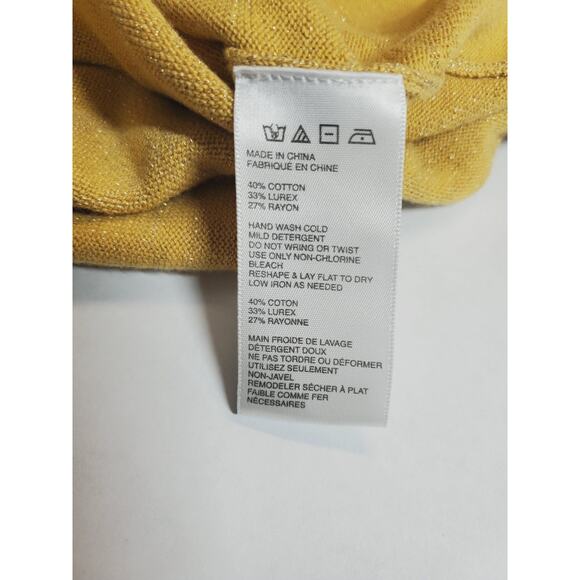 MADE IN CHINA
FABRIQUÉ EN CHINE
40% COTTON
33% LUREX
27% RAYON
HAND WASH COLD
MILD DETERGENT
DO NOT WRING OR TWIST
USE ONLY NON-CHLORINE
BLEACH
RESHAPE & LAY FLAT TO DRY
LOW IRON AS NEEDED
40% COTON
33% LUREX
27% RAYONNE
MAIN FROIDE DE LAVAGE
DÉTERGENT DOUX
NE PAS TORDRE OU DÉFORMER
UTILISEZ SEULEMENT
NON-JAVEL
REMODELER SÉCHER À PLAT
FAIBLE COMME FER
NÉCESSAIRES